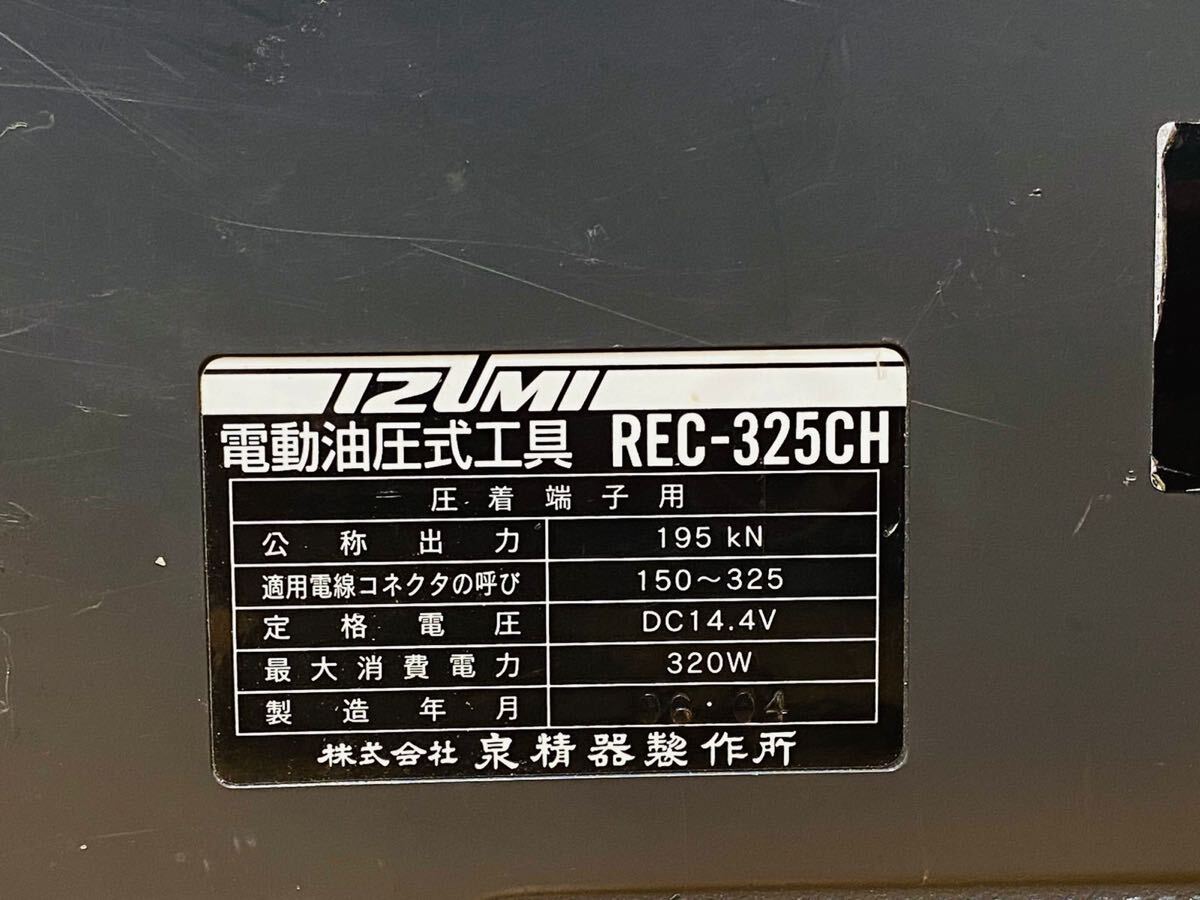 IZUMI
電動油圧式工具 REC-325CH
圧着端子用
公称出力 195 kN
適用電線コネクタの呼び 150～325
定格電圧 DC14.4V
最大消費電力 320W
製造年月 06・04
株式会社 泉精器製作所